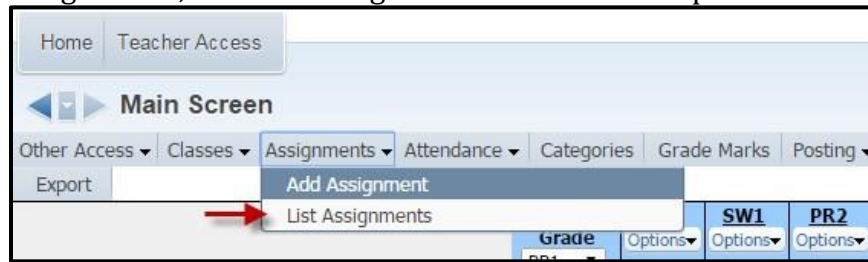 Home Teacher Access
Main Screen
Other Access Classes Assignments Attendance Categories Grade Marks Posting
Export Add Assignment
List Assignments
SW1 PR2
Grade Options Options Options